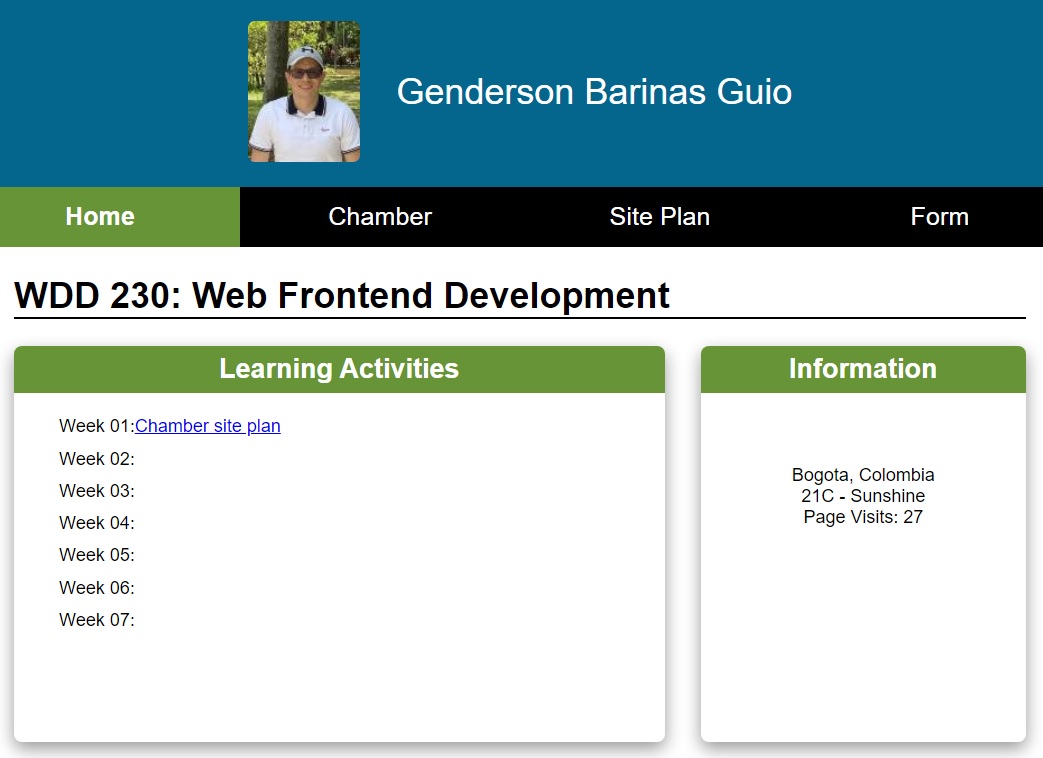 Genderson Barinas Guio
Home Chamber Site Plan Form
WDD 230: Web Frontend Development
Learning Activities
Week 01:Chamber site plan
Week 02:
Week 03:
Week 04:
Week 05:
Week 06:
Week 07:
Information
Bogota, Colombia
21C - Sunshine
Page Visits: 27